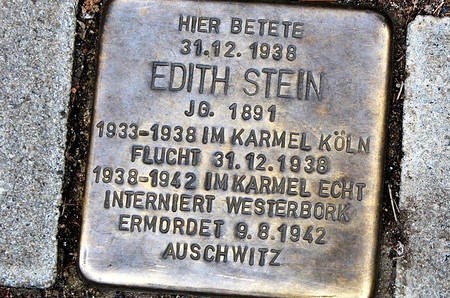 HIER BETETE
31.12. 1938
EDITH STEIN
JG. 1891
1933-1938 IM KARMEL KÖLN
FLUCHT 31.12.1938
1938-1942 IM KARMEL ECHT
INTERNIERT WESTERBORK
ERMORDET 9.8.1942
AUSCHWITZ